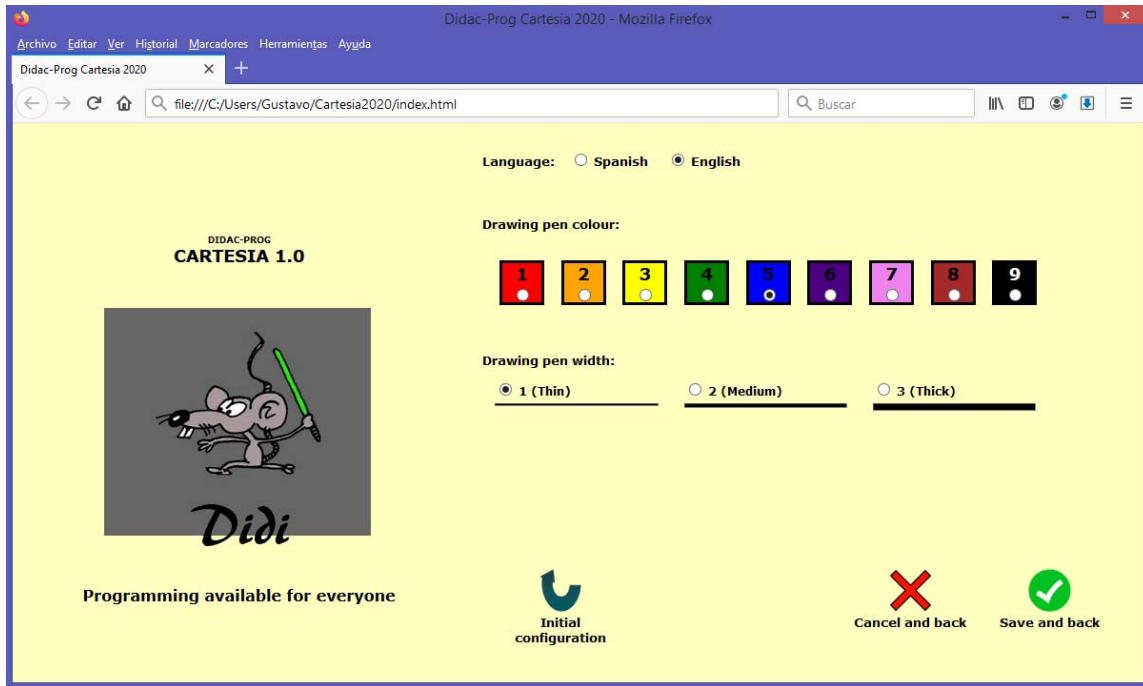 Didac-Prog Cartesia 2020 - Mozilla Firefox
Archivo Editar Ver Historial Marcadores Herramientas Ayuda
Didac-Prog Cartesia 2020
file:///C:/Users/Gustavo/Cartesia2020/index.html Buscar
Language: Spanish English
Drawing pen colour:
DIDAC-PROG
CARTESIA 1.0
1 2 3 4 5 6 7 8 9
Drawing pen width:
1 (Thin) 2 (Medium) 3 (Thick)
Didi
Programming available for everyone
Initial
configuration
Cancel and back
Save and back